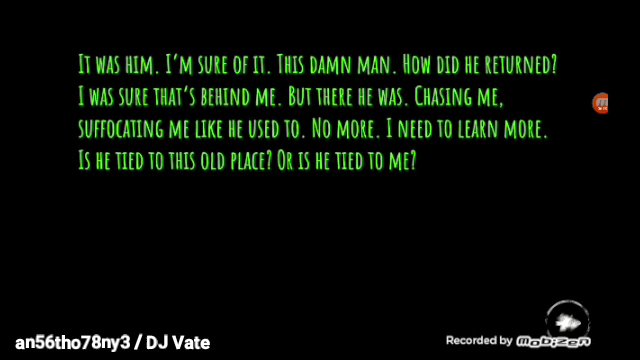 It was him. I'm sure of it. This damn man. How did he returned?
I was sure that's behind me. But there he was. Chasing me,
suffocating me like he used to. No more. I need to learn more.
Is he tied to this old place? Or is he tied to me?
an56tho78ny3 / DJ Vate
Recorded by Mobizen